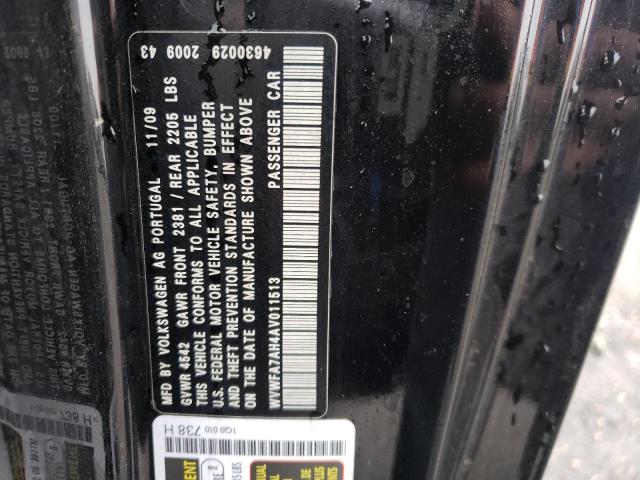 MFD BY VOLKSWAGEN AG PORTUGAL 11/09
GVWR 4542 GAWR FRONT 2381 / REAR 2205 LBS
THIS VEHICLE CONFORMS TO ALL APPLICABLE
U.S. FEDERAL MOTOR VEHICLE SAFETY, BUMPER
AND THEFT PREVENTION STANDARDS IN EFFECT
ON THE DATE OF MANUFACTURE SHOWN ABOVE
WVWFA7AH4AV011513 PASSENGER CAR
4630029 2009 43
1Q0 010 738 H